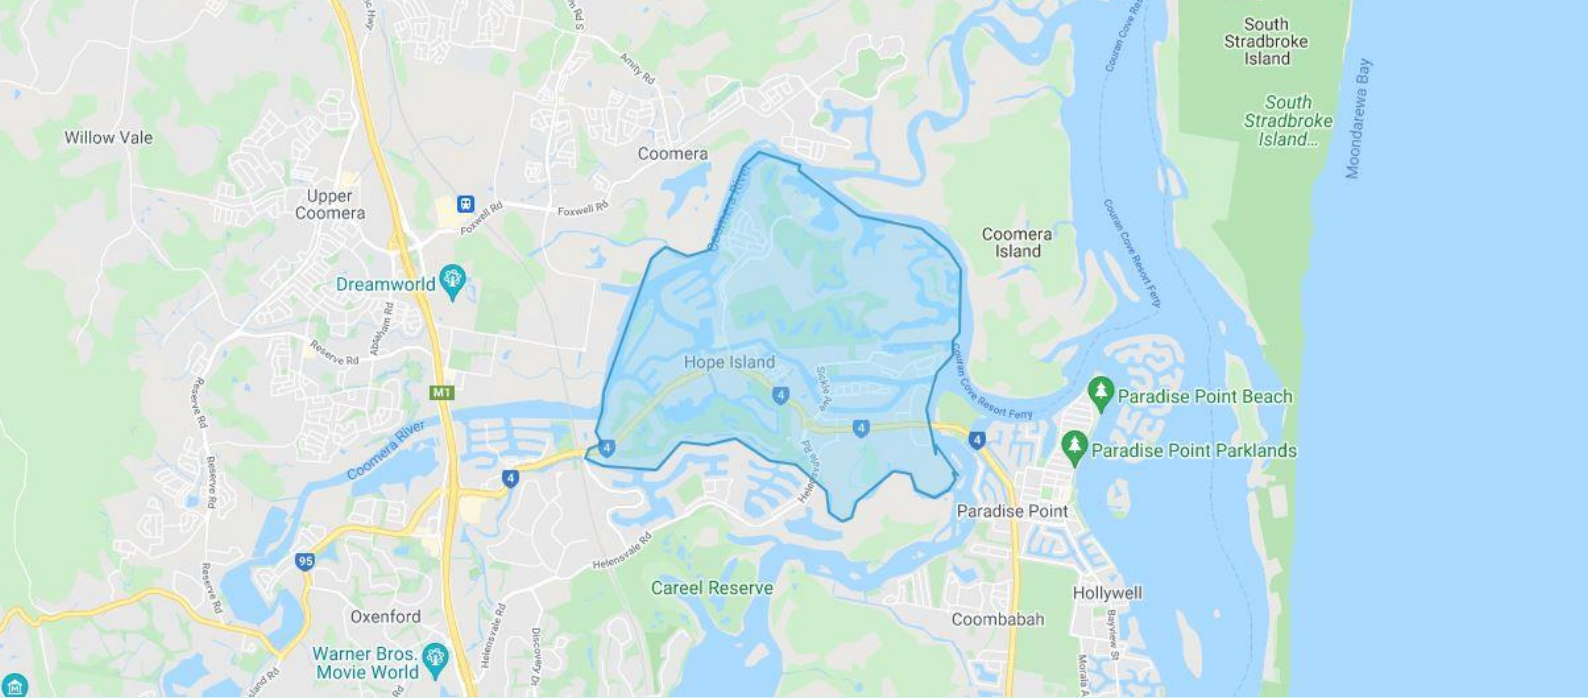 South
Stradbroke
Island
South
Stradbroke
Island...
Moondarewa Bay
Couran Cove Res
Amity Rd
Willow Vale
Coomera
Upper
Coomera
Foxwell Rd
Foxwell Rd
Coomera River
Coomera
Island
Couran Cove Resort Ferry
Dreamworld
Abraham Rd
Reserve Rd
Reserve Rd
M1
Hope Island
Sickle Ave
4
4
4
4
4
Couran Cove Resort Ferry
Paradise Point Beach
Paradise Point Parklands
Coomera River
Reserve Rd
Paradise Point
95
Helensvale Rd
Reserve Rd
Careel Reserve
Hollywell
Oxenford
Coombabah
Helensvale Rd
Discovery Dr
Bayview St
Warner Bros.
Movie World